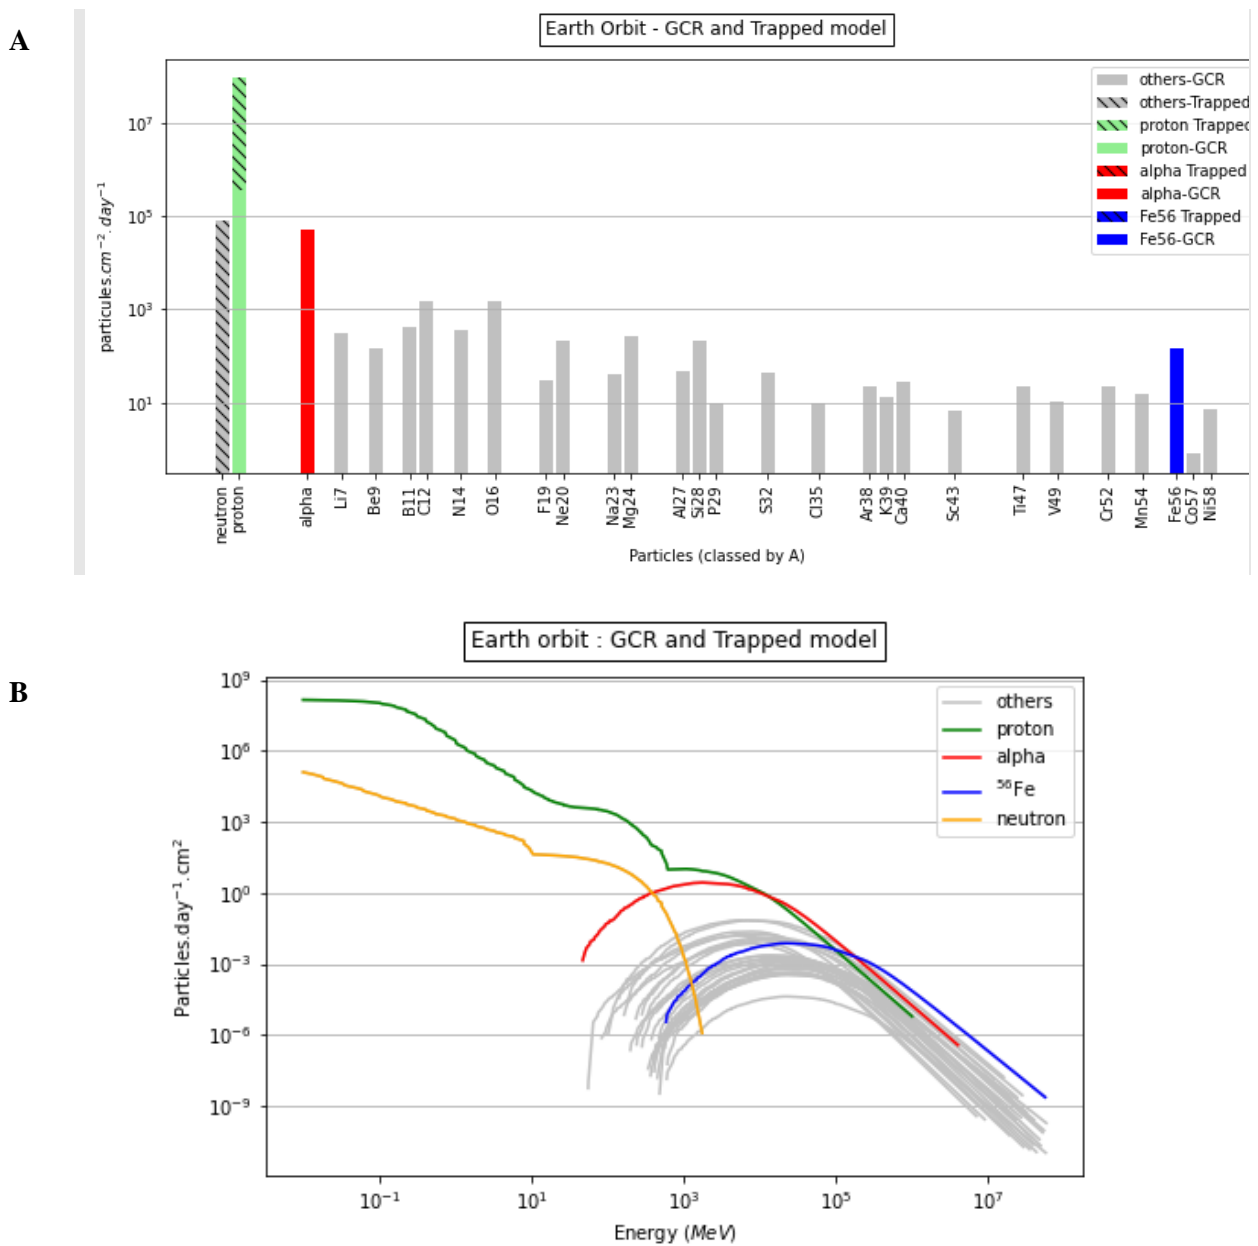 A
Earth Orbit - GCR and Trapped model
others-GCR
others-Trapped
proton Trapped
proton-GCR
alpha Trapped
alpha-GCR
Fe56 Trapped
Fe56-GCR
10⁷
10⁵
10³
10¹
particules.cm⁻².day⁻¹
neutron
proton
alpha
Li7
Be9
B11
C12
N14
O16
F19
Ne20
Na23
Mg24
Al27
Si28
P29
S32
Cl35
Ar38
K39
Ca40
Sc43
Ti47
V49
Cr52
Mn54
Fe56
Co57
Ni58
Particles (classed by A)
B
Earth orbit : GCR and Trapped model
others
proton
alpha
⁵⁶Fe
neutron
10⁹
10⁶
10³
10⁰
10⁻³
10⁻⁶
10⁻⁹
Particles.day⁻¹.cm²
10⁻¹ 10¹ 10³ 10⁵ 10⁷
Energy (MeV)